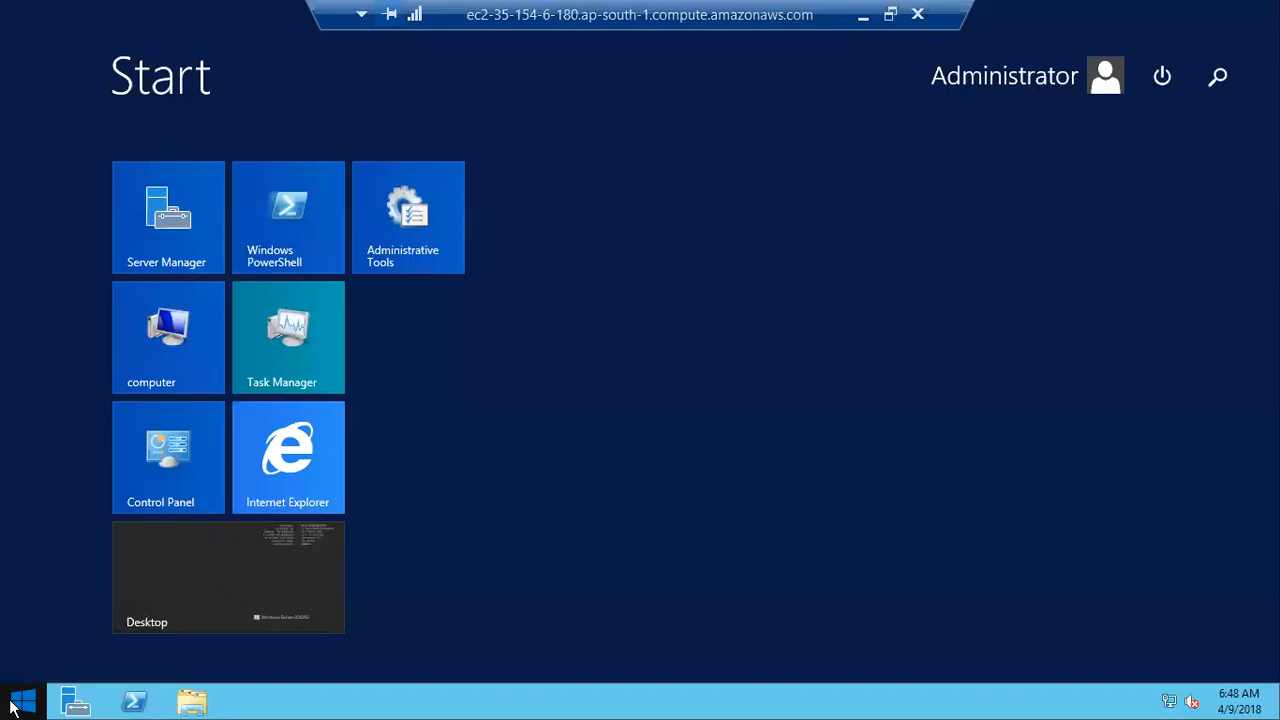 ec2-35-154-6-180.ap-south-1.compute.amazonaws.com
Start
Administrator
Server Manager
Windows
PowerShell
Administrative
Tools
computer
Task Manager
Control Panel
Internet Explorer
Desktop
6:48 AM
4/9/2018